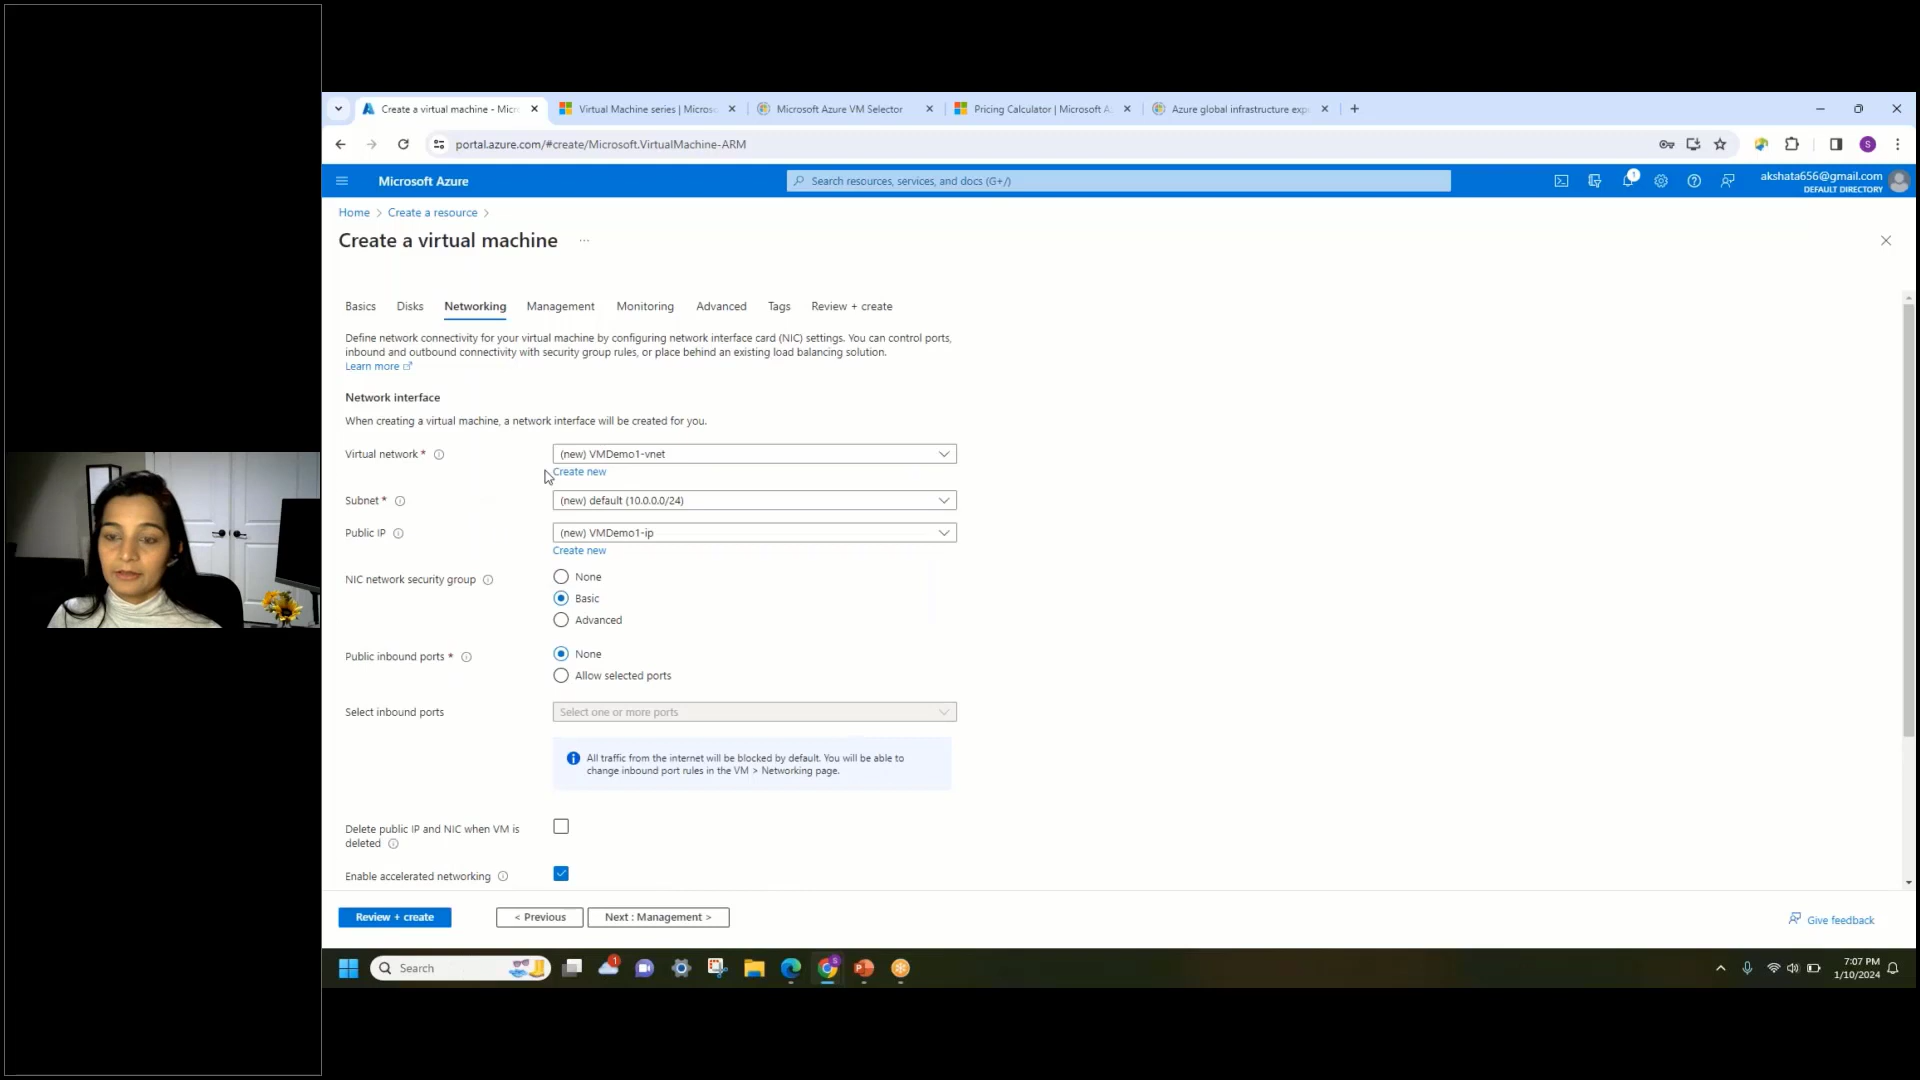 Create a virtual machine - Micro
Virtual Machine series | Microso
Microsoft Azure VM Selector
Pricing Calculator | Microsoft A
Azure global infrastructure exp
portal.azure.com/#create/Microsoft.VirtualMachine-ARM
S
Microsoft Azure
Search resources, services, and docs (G+/)
1
akshata656@gmail.com
DEFAULT DIRECTORY
Home > Create a resource >
Create a virtual machine ...
Basics Disks Networking Management Monitoring Advanced Tags Review + create
Define network connectivity for your virtual machine by configuring network interface card (NIC) settings. You can control ports,
inbound and outbound connectivity with security group rules, or place behind an existing load balancing solution.
Learn more
Network interface
When creating a virtual machine, a network interface will be created for you.
Virtual network *
(new) VMDemo1-vnet
Create new
Subnet *
(new) default (10.0.0.0/24)
Public IP
(new) VMDemo1-ip
Create new
NIC network security group
None
Basic
Advanced
Public inbound ports *
None
Allow selected ports
Select inbound ports
Select one or more ports
All traffic from the internet will be blocked by default. You will be able to
change inbound port rules in the VM > Networking page.
Delete public IP and NIC when VM is
deleted
Enable accelerated networking
Review + create
< Previous
Next : Management >
Give feedback
Search
1
7:07 PM
1/10/2024